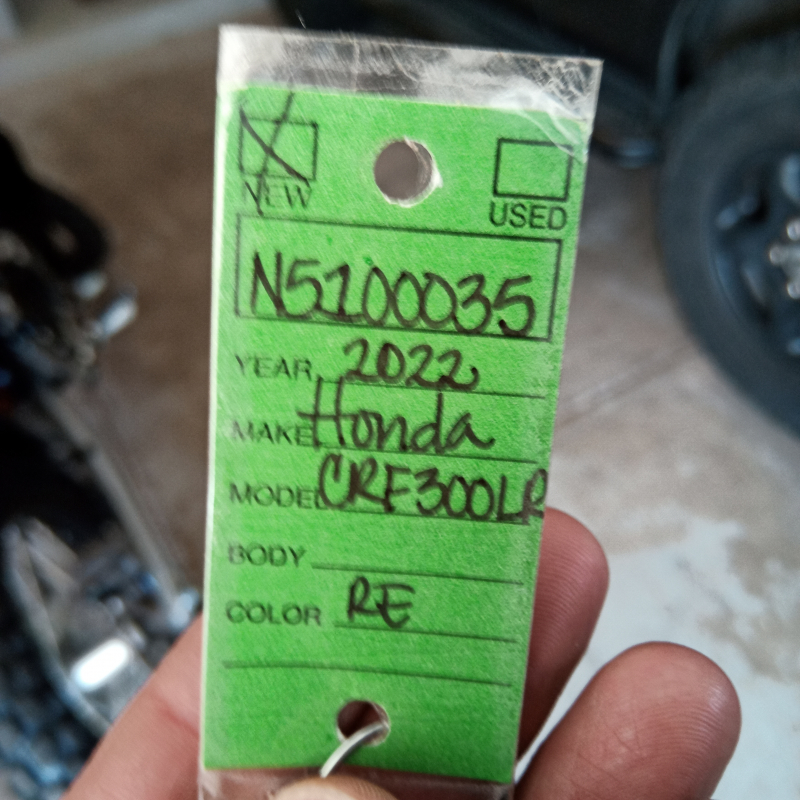 NEW
USED
N5100035
YEAR 2022
MAKE Honda
MODEL CRF300LR
BODY
COLOR RE